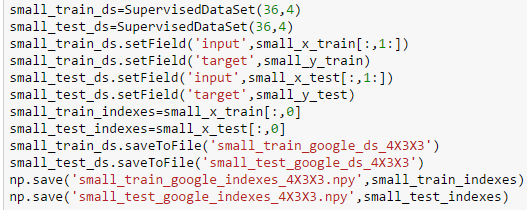 small_train_ds=SupervisedDataSet(36,4)
small_test_ds=SupervisedDataSet(36,4)
small_train_ds.setField('input',small_x_train[:,1:])
small_train_ds.setField('target',small_y_train)
small_test_ds.setField('input',small_x_test[:,1:])
small_test_ds.setField('target',small_y_test)
small_train_indexes=small_x_train[:,0]
small_test_indexes=small_x_test[:,0]
small_train_ds.saveToFile('small_train_google_ds_4X3X3')
small_test_ds.saveToFile('small_test_google_ds_4X3X3')
np.save('small_train_google_indexes_4X3X3.npy',small_train_indexes)
np.save('small_test_google_indexes_4X3X3.npy',small_test_indexes)